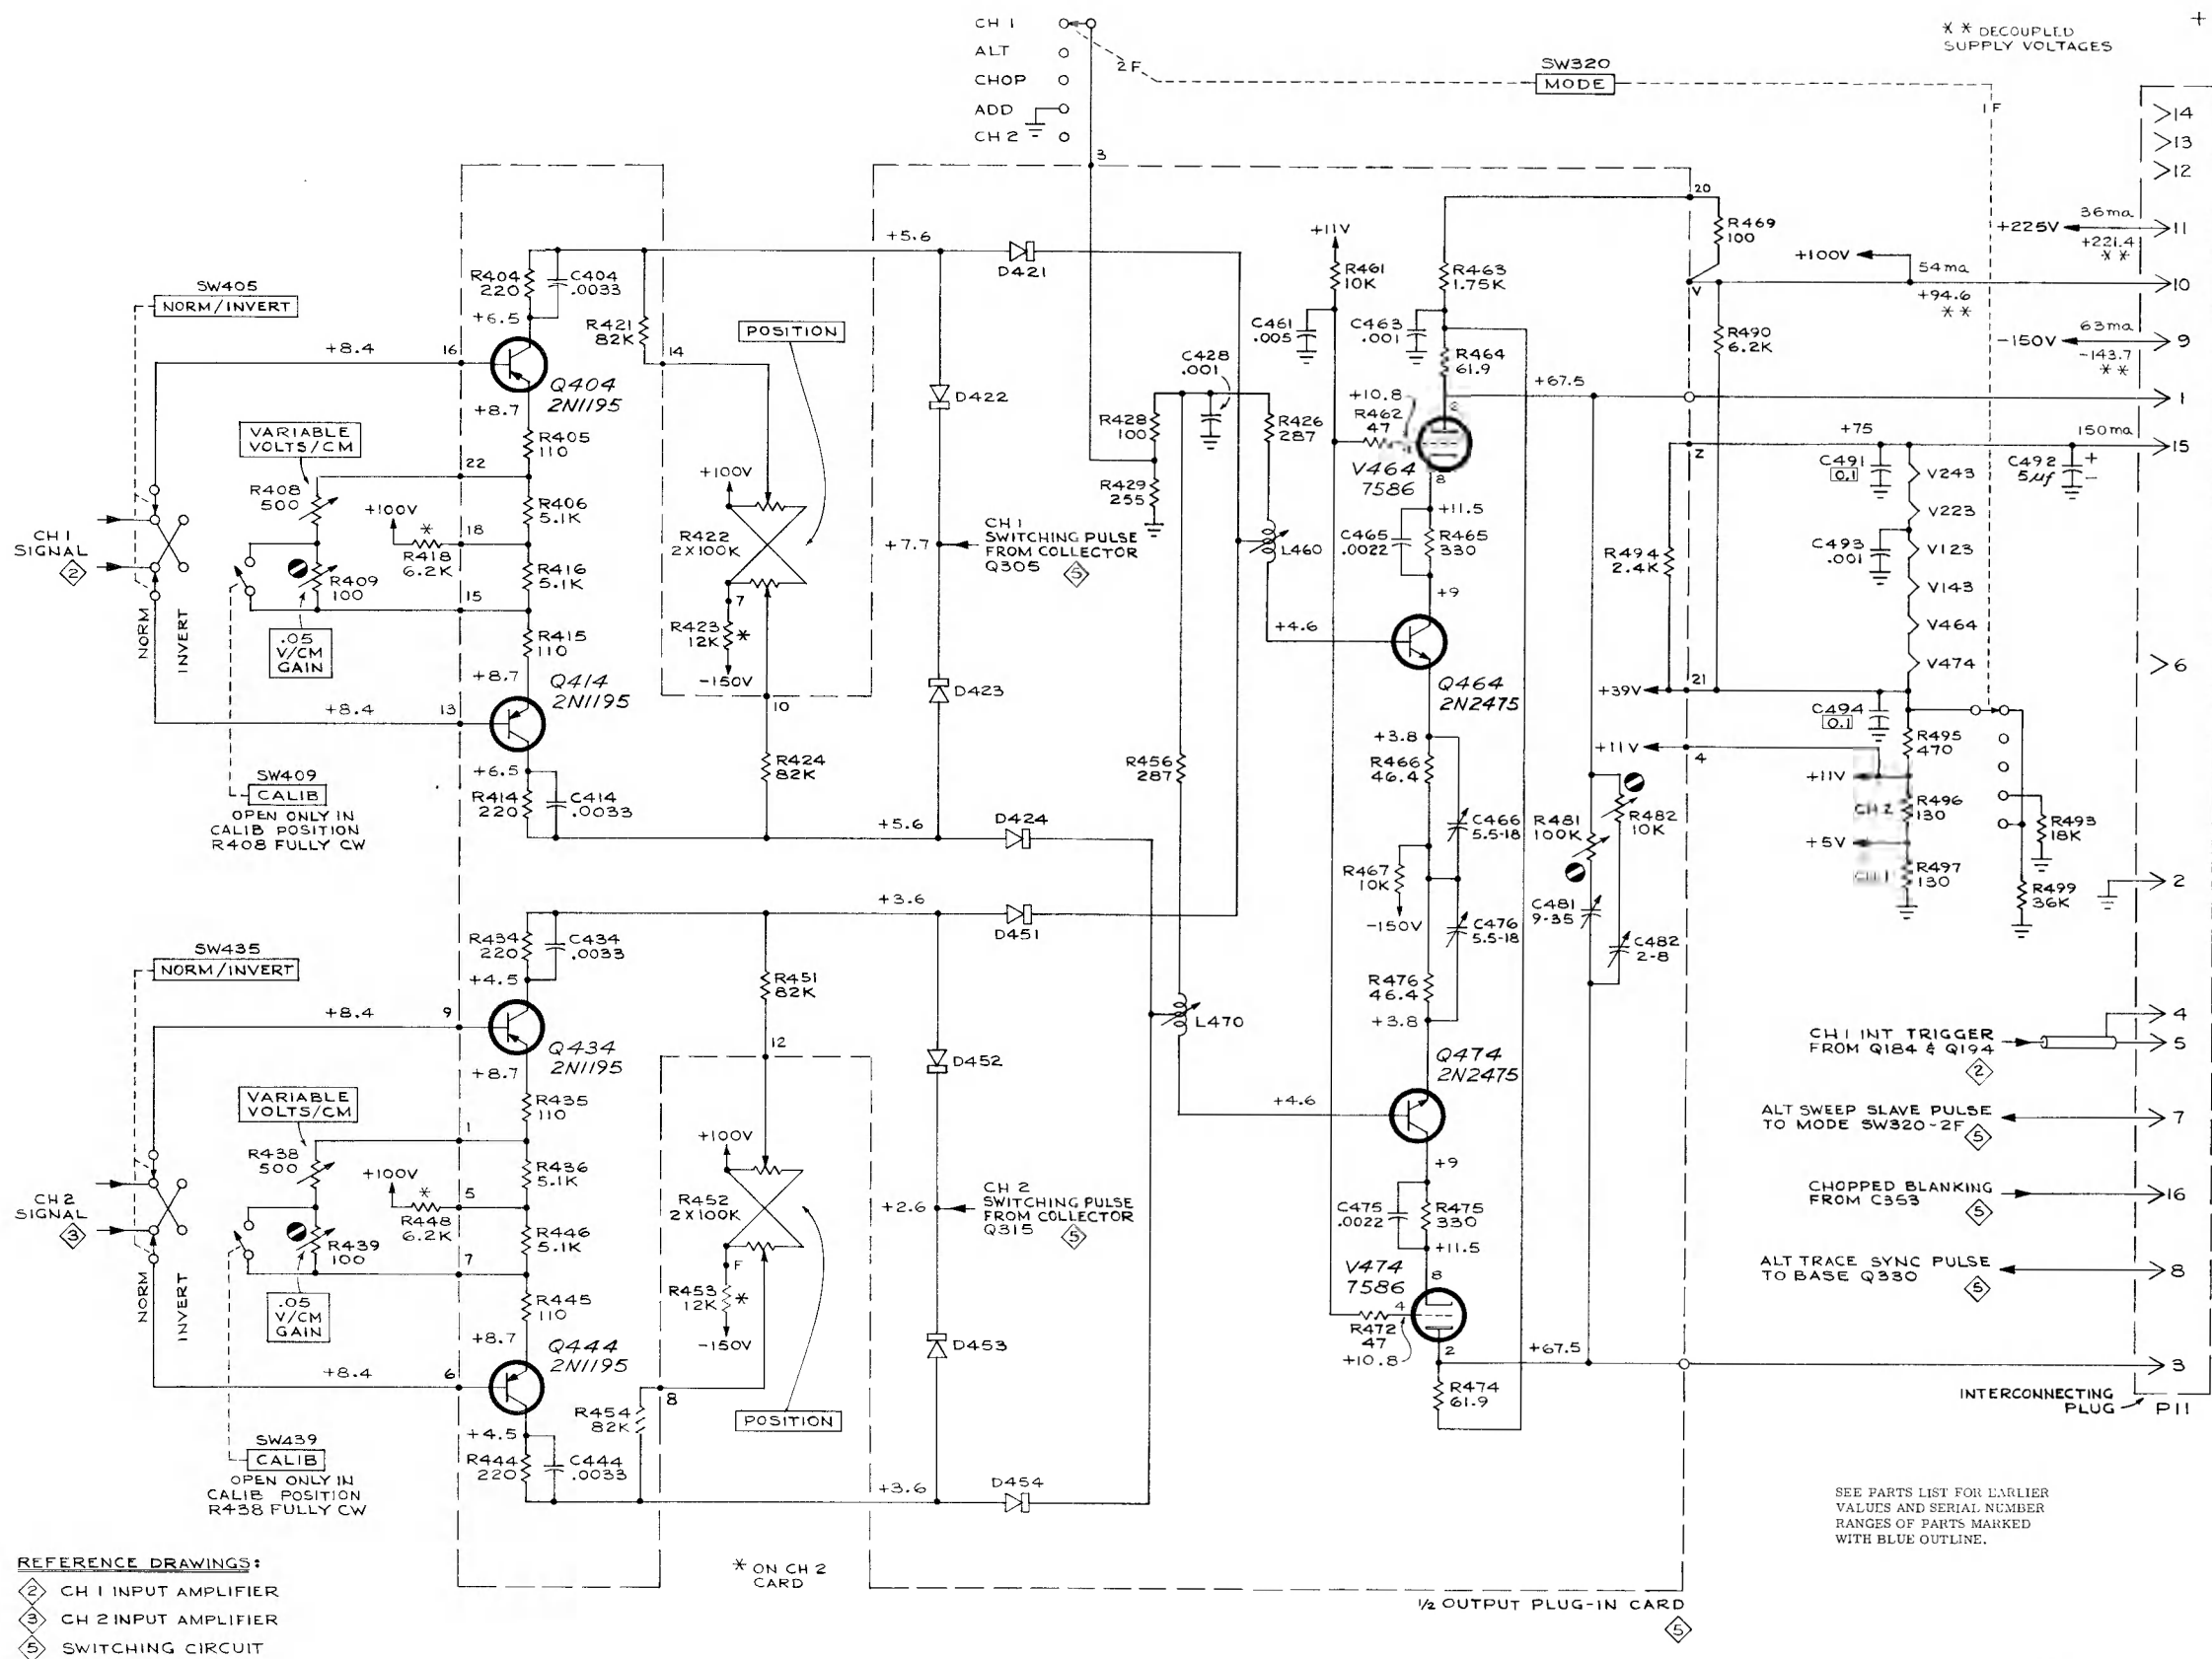 CH 1
ALT
CHOP
ADD
CH 2
2F
3
SW320
MODE
1F
* * DECOUPLED
SUPPLY VOLTAGES
+
14
13
12
36ma
+225V
11
+221.4
* *
+100V
54ma
10
+94.6
* *
63ma
-150V
9
-143.7
* *
1
+75
150ma
15
SW405
NORM/INVERT
+8.4
16
R404
220
C404
.0033
+6.5
Q404
2N1195
+8.7
R405
110
R421
82K
14
POSITION
VARIABLE
VOLTS/CM
22
R408
500
+100V
*
18
R418
6.2K
R406
5.1K
R416
5.1K
R409
100
15
R415
110
.05
V/CM
GAIN
CH 1
SIGNAL
2
NORM
INVERT
+8.7
Q414
2N1195
+8.4
13
+6.5
R414
220
C414
.0033
SW409
CALIB
OPEN ONLY IN
CALIB POSITION
R408 FULLY CW
+100V
R422
2X100K
7
R423
12K
*
-150V
10
R424
82K
+5.6
D421
D422
+7.7
CH 1
SWITCHING PULSE
FROM COLLECTOR
Q305
5
D423
+5.6
D424
R428
100
C428
.001
R426
287
R429
255
L460
R456
287
L470
+11V
R461
10K
C461
.005
C463
.001
R463
1.75K
R464
61.9
+10.8
R462
47
V464
7586
8
+11.5
C465
.0022
R465
330
+9
+4.6
Q464
2N2475
+3.8
R466
46.4
C466
5.5-18
R467
10K
-150V
C476
5.5-18
R476
46.4
+3.8
Q474
2N2475
+4.6
+9
C475
.0022
R475
330
+11.5
V474
7586
8
4
R472
47
+10.8
2
+67.5
R474
61.9
20
R469
100
V
R490
6.2K
+67.5
Z
R494
2.4K
+39V
21
+11V
4
R481
100K
R482
10K
C481
9-35
C482
2-8
C491
0.1
C492
5μf
+
-
V243
V223
V123
V143
V464
V474
C493
.001
C494
0.1
R495
470
+11V
CH 2
R496
130
+5V
CH 1
R497
130
R493
18K
R499
36K
6
2
CH 1 INT TRIGGER
FROM Q184 & Q194
2
4
5
ALT SWEEP SLAVE PULSE
TO MODE SW320-2F
5
7
CHOPPED BLANKING
FROM C353
5
16
ALT TRACE SYNC PULSE
TO BASE Q330
5
8
3
INTERCONNECTING
PLUG
P11
SW435
NORM/INVERT
+8.4
9
R434
220
C434
.0033
+4.5
Q434
2N1195
+8.7
R435
110
VARIABLE
VOLTS/CM
1
R438
500
+100V
*
5
R448
6.2K
R436
5.1K
R446
5.1K
R439
100
7
R445
110
.05
V/CM
GAIN
CH 2
SIGNAL
3
NORM
INVERT
+8.7
Q444
2N1195
+8.4
6
+4.5
R444
220
C444
.0033
SW439
CALIB
OPEN ONLY IN
CALIB POSITION
R438 FULLY CW
+3.6
D451
R451
82K
12
+100V
R452
2X100K
F
R453
12K
*
-150V
R454
82K
8
POSITION
D452
+2.6
CH 2
SWITCHING PULSE
FROM COLLECTOR
Q315
5
D453
+3.6
D454
* ON CH 2
CARD
1/2 OUTPUT PLUG-IN CARD
5
SEE PARTS LIST FOR EARLIER
VALUES AND SERIAL NUMBER
RANGES OF PARTS MARKED
WITH BLUE OUTLINE.
REFERENCE DRAWINGS:
2 CH 1 INPUT AMPLIFIER
3 CH 2 INPUT AMPLIFIER
5 SWITCHING CIRCUIT